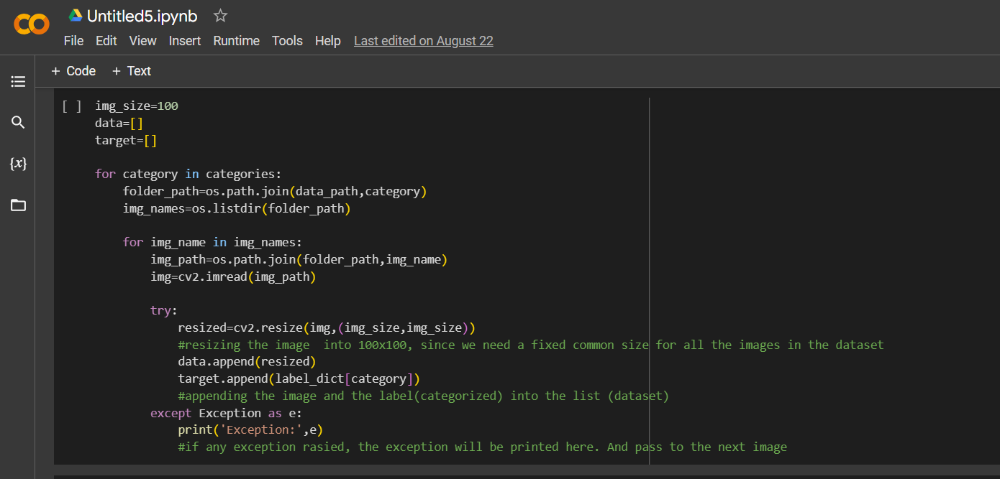 Untitled5.ipynb
File Edit View Insert Runtime Tools Help Last edited on August 22
+ Code + Text
{x}
[ ] img_size=100
data=[]
target=[]
for category in categories:
    folder_path=os.path.join(data_path,category)
    img_names=os.listdir(folder_path)
    for img_name in img_names:
        img_path=os.path.join(folder_path,img_name)
        img=cv2.imread(img_path)
        try:
            resized=cv2.resize(img,(img_size,img_size))
            #resizing the image  into 100x100, since we need a fixed common size for all the images in the dataset
            data.append(resized)
            target.append(label_dict[category])
            #appending the image and the label(categorized) into the list (dataset)
        except Exception as e:
            print('Exception:',e)
            #if any exception rasied, the exception will be printed here. And pass to the next image